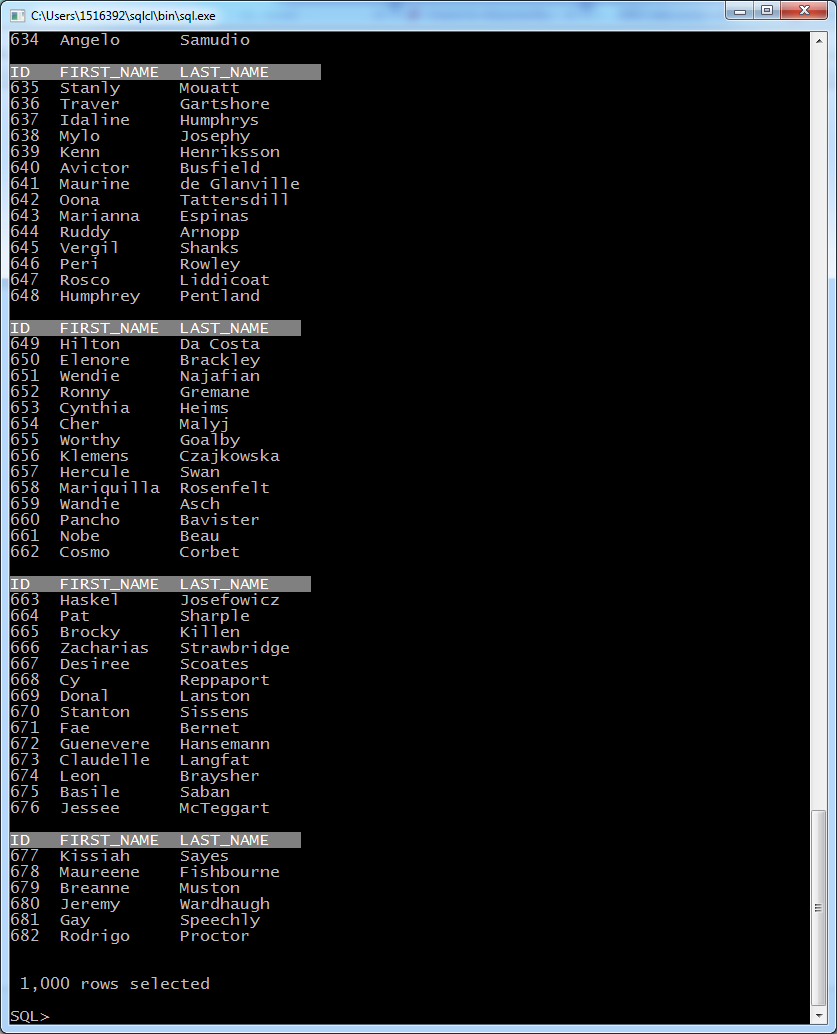 C:\Users\1516392\sqlcl\bin\sql.exe
634 Angelo Samudio
ID FIRST_NAME LAST_NAME
635 Stanly Mouatt
636 Traver Gartshore
637 Idaline Humphrys
638 Mylo Josephy
639 Kenn Henriksson
640 Avictor Busfield
641 Maurine de Glanville
642 Oona Tattersdill
643 Marianna Espinas
644 Ruddy Arnopp
645 Vergil Shanks
646 Peri Rowley
647 Rosco Liddicoat
648 Humphrey Pentland
ID FIRST_NAME LAST_NAME
649 Hilton Da Costa
650 Elenore Brackley
651 Wendie Najafian
652 Ronny Gremane
653 Cynthia Heims
654 Cher Malyj
655 Worthy Goalby
656 Klemens Czajkowska
657 Hercule Swan
658 Mariquilla Rosenfelt
659 Wandie Asch
660 Pancho Bavister
661 Nobe Beau
662 Cosmo Corbet
ID FIRST_NAME LAST_NAME
663 Haskel Josefowicz
664 Pat Sharple
665 Brocky Killen
666 Zacharias Strawbridge
667 Desiree Scoates
668 Cy Reppaport
669 Donal Lanston
670 Stanton Sissens
671 Fae Bernet
672 Guenevere Hansemann
673 Claudelle Langfat
674 Leon Braysher
675 Basile Saban
676 Jessee McTeggart
ID FIRST_NAME LAST_NAME
677 Kissiah Sayes
678 Maureene Fishbourne
679 Breanne Muston
680 Jeremy Wardhaugh
681 Gay Speechly
682 Rodrigo Proctor
1,000 rows selected
SQL>